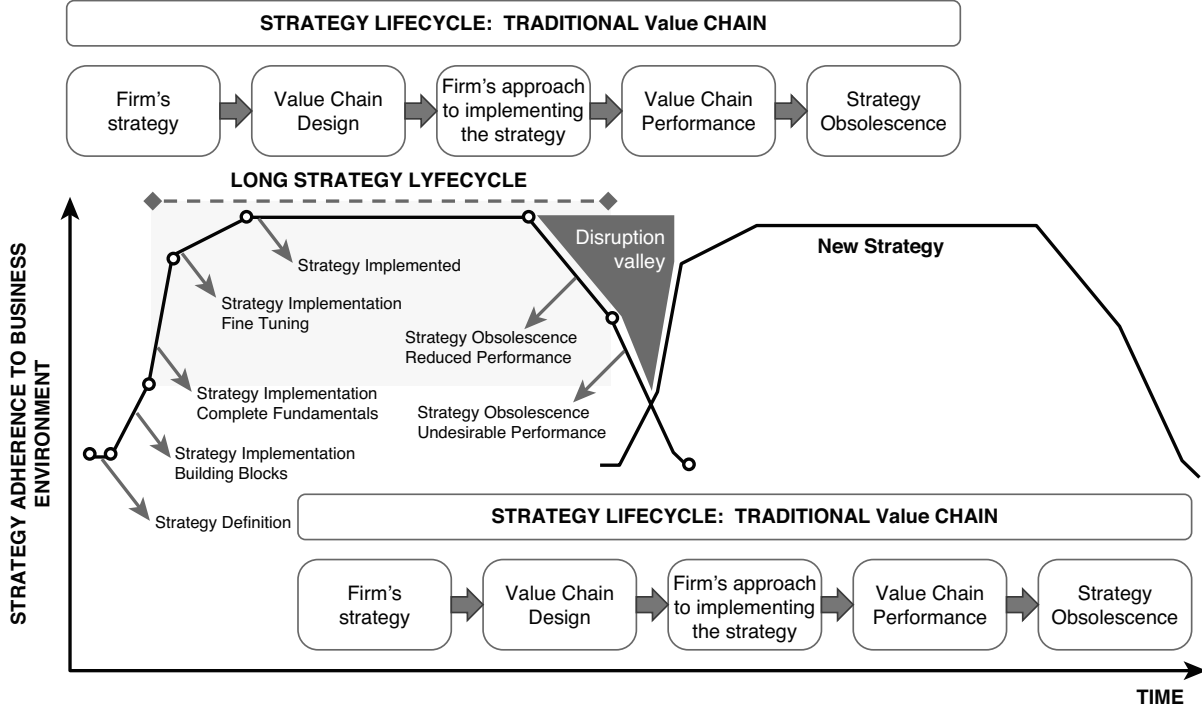 STRATEGY LIFECYCLE: TRADITIONAL Value CHAIN
Firm's
strategy
Value Chain
Design
Firm's approach
to implementing
the strategy
Value Chain
Performance
Strategy
Obsolescence
LONG STRATEGY LYFECYCLE
STRATEGY ADHERENCE TO BUSINESS
ENVIRONMENT
Disruption
valley
New Strategy
Strategy Implemented
Strategy Implementation
Fine Tuning
Strategy Obsolescence
Reduced Performance
Strategy Implementation
Complete Fundamentals
Strategy Obsolescence
Undesirable Performance
Strategy Implementation
Building Blocks
Strategy Definition
STRATEGY LIFECYCLE: TRADITIONAL Value CHAIN
Firm's
strategy
Value Chain
Design
Firm's approach
to implementing
the strategy
Value Chain
Performance
Strategy
Obsolescence
TIME